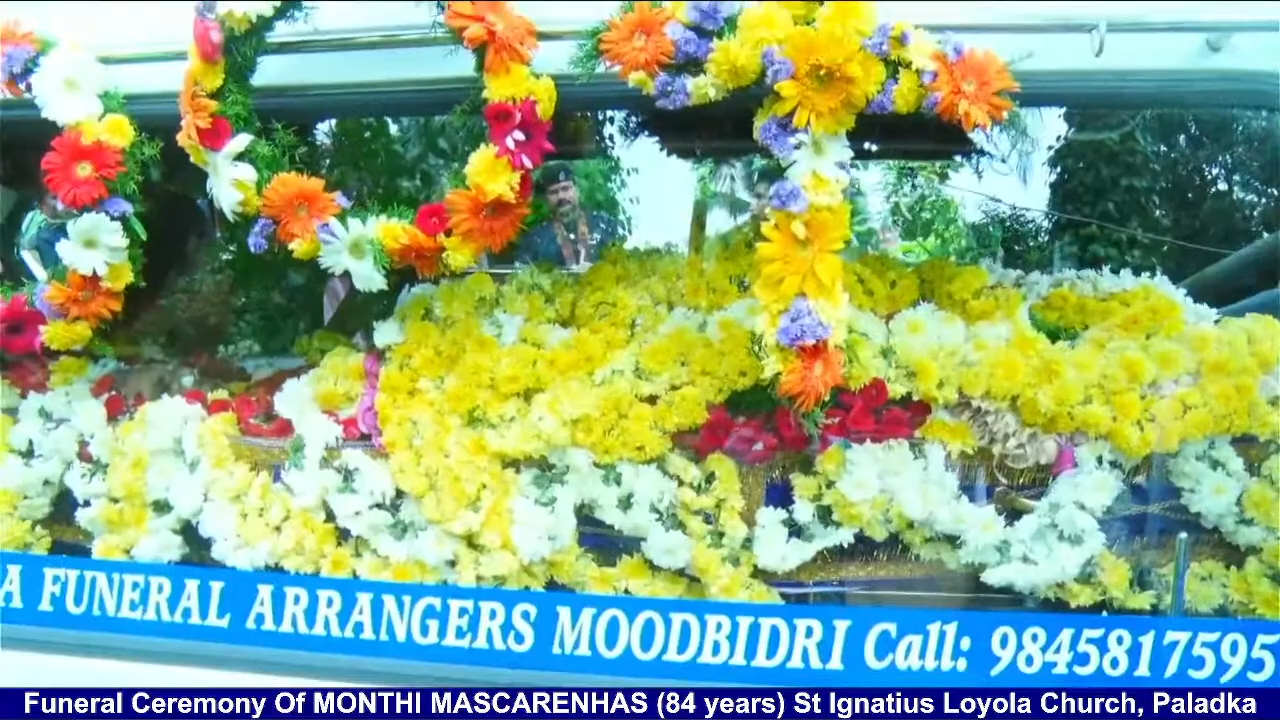 A FUNERAL ARRANGERS MOODBIDRI Call: 9845817595
Funeral Ceremony Of MONTHI MASCARENHAS (84 years) St Ignatius Loyola Church, Paladka